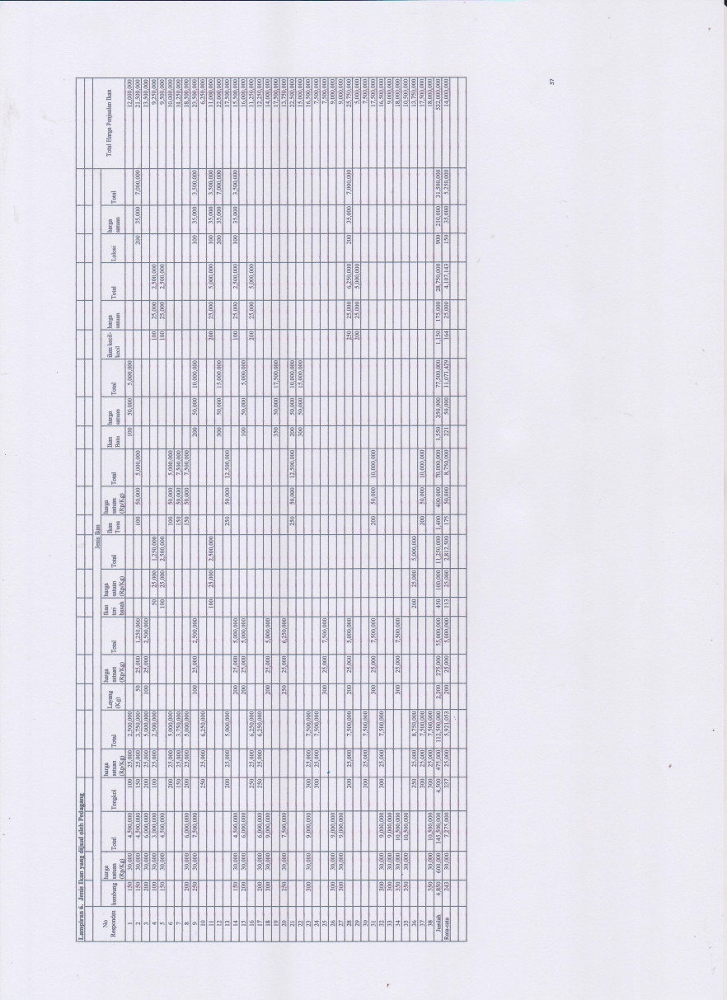 Lampiran 6. Jenis Ikan yang dijual oleh Pedagang
No Responden Jenis Ikan Total Harga Penjualan Ikan
kembung harga satuan (Rp/Kg) Total Tongkol harga satuan (Rp/Kg) Total Layang (Kg) harga satuan (Rp/Kg) Total Ikan teri basah harga satuan (Rp/Kg) Total Ikan Tuna harga satuan (Rp/Kg) Total Ikan Batu harga satuan Total ikan kecil-kecil harga satuan Total Lolosi harga satuan Total
1 150 30,000 4,500,000 100 25,000 2,500,000 100 50,000 5,000,000 12,000,000
2 150 30,000 4,500,000 150 25,000 3,750,000 50 25,000 1,250,000 100 50,000 5,000,000 200 35,000 7,000,000 21,500,000
3 200 30,000 6,000,000 200 25,000 5,000,000 100 25,000 2,500,000 13,500,000
4 100 30,000 3,000,000 100 25,000 2,500,000 50 25,000 1,250,000 100 25,000 2,500,000 9,250,000
5 150 30,000 4,500,000 100 25,000 2,500,000 100 25,000 2,500,000 9,500,000
6 200 25,000 5,000,000 100 50,000 5,000,000 10,000,000
7 150 25,000 3,750,000 150 50,000 7,500,000 11,250,000
8 200 30,000 6,000,000 200 25,000 5,000,000 150 50,000 7,500,000 18,500,000
9 250 30,000 7,500,000 100 25,000 2,500,000 200 50,000 10,000,000 100 35,000 3,500,000 23,500,000
10 250 25,000 6,250,000 6,250,000
11 100 25,000 2,500,000 200 25,000 5,000,000 100 35,000 3,500,000 11,000,000
12 300 50,000 15,000,000 200 35,000 7,000,000 22,000,000
13 200 25,000 5,000,000 250 50,000 12,500,000 17,500,000
14 150 30,000 4,500,000 200 25,000 5,000,000 100 25,000 2,500,000 100 35,000 3,500,000 15,500,000
15 200 30,000 6,000,000 200 25,000 5,000,000 100 50,000 5,000,000 16,000,000
16 250 25,000 6,250,000 200 25,000 5,000,000 11,250,000
17 200 30,000 6,000,000 250 25,000 6,250,000 12,250,000
18 300 30,000 9,000,000 200 25,000 5,000,000 14,000,000
19 350 50,000 17,500,000 17,500,000
20 250 30,000 7,500,000 250 25,000 6,250,000 13,750,000
21 250 50,000 12,500,000 200 50,000 10,000,000 22,500,000
22 300 50,000 15,000,000 15,000,000
23 300 30,000 9,000,000 300 25,000 7,500,000 16,500,000
24 300 25,000 7,500,000 7,500,000
25 300 25,000 7,500,000 7,500,000
26 300 30,000 9,000,000 9,000,000
27 300 30,000 9,000,000 9,000,000
28 300 25,000 7,500,000 200 25,000 5,000,000 250 25,000 6,250,000 200 35,000 7,000,000 25,750,000
29 200 25,000 5,000,000 5,000,000
30 300 25,000 7,500,000 7,500,000
31 300 25,000 7,500,000 200 50,000 10,000,000 17,500,000
32 300 30,000 9,000,000 300 25,000 7,500,000 16,500,000
33 300 30,000 9,000,000 9,000,000
34 350 30,000 10,500,000 300 25,000 7,500,000 18,000,000
35 350 30,000 10,500,000 10,500,000
36 350 25,000 8,750,000 200 25,000 5,000,000 13,750,000
37 300 25,000 7,500,000 200 50,000 10,000,000 17,500,000
38 350 30,000 10,500,000 300 25,000 7,500,000 18,000,000
Jumlah 4,850 600,000 145,500,000 4,500 475,000 112,500,000 2,200 275,000 55,000,000 450 100,000 11,250,000 1,400 400,000 70,000,000 1,550 350,000 77,500,000 1,150 175,000 28,750,000 900 210,000 31,500,000 532,000,000
Rata-rata 243 30,000 7,275,000 237 25,000 5,921,053 200 25,000 5,000,000 113 25,000 2,812,500 175 50,000 8,750,000 221 50,000 11,071,429 164 25,000 4,107,143 150 35,000 5,250,000 14,000,000
37